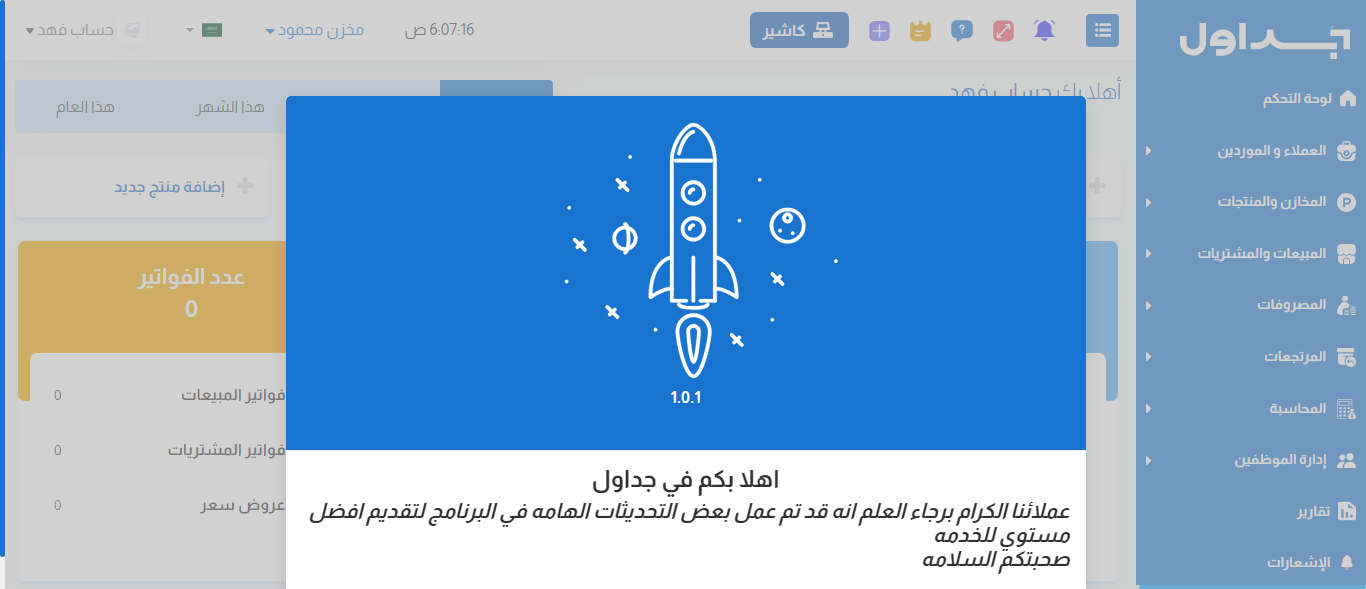 جداول
لوحة التحكم
العملاء و الموردين
المخازن والمنتجات
المبيعات والمشتريات
المصروفات
المرتجعات
المحاسبة
إدارة الموظفين
تقارير
الإشعارات
كاشير
6:07:16 ص
مخزن محمود
حساب فهد
أهلا بك حساب فهد
هذا الشهر
هذا العام
إضافة منتج جديد
عدد الفواتير
0
فواتير المبيعات 0
فواتير المشتريات 0
عروض سعر 0
1.0.1
اهلا بكم في جداول
عملائنا الكرام برجاء العلم انه قد تم عمل بعض التحديثات الهامه في البرنامج لتقديم افضل
مستوي للخدمه
صحبتكم السلامه